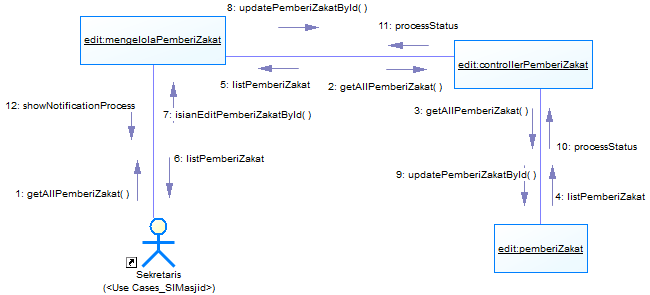 8: updatePemberiZakatById( )
edit:mengelolaPemberiZakat
11: processStatus
edit:controllerPemberiZakat
5: listPemberiZakat
2: getAllPemberiZakat( )
12: showNotificationProcess
7: isianEditPemberiZakatById( )
3: getAllPemberiZakat( )
10: processStatus
6: listPemberiZakat
9: updatePemberiZakatById( )
1: getAllPemberiZakat( )
4: listPemberiZakat
edit:pemberiZakat
Sekretaris
(<Use Cases_SIMasjid>)